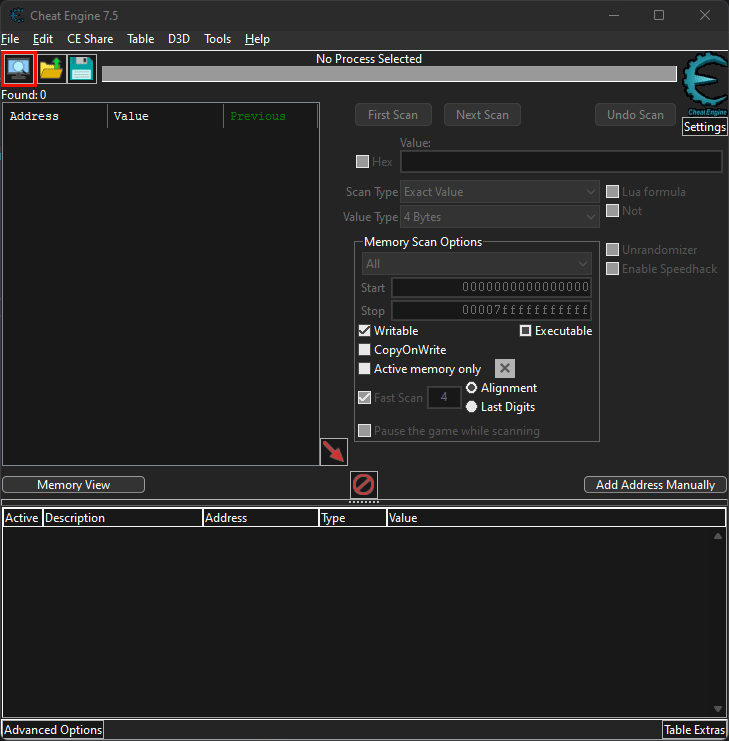 Cheat Engine 7.5
File Edit CE Share Table D3D Tools Help
No Process Selected
Found: 0
Cheat Engine
Settings
Address Value Previous
First Scan Next Scan Undo Scan
Value:
Hex
Scan Type Exact Value Lua formula
Value Type 4 Bytes Not
Memory Scan Options
All
Unrandomizer
Enable Speedhack
Start 0000000000000000
Stop 00007fffffffffff
Writable Executable
CopyOnWrite
Active memory only
Fast Scan 4 Alignment
Last Digits
Pause the game while scanning
Memory View Add Address Manually
Active Description Address Type Value
Advanced Options Table Extras